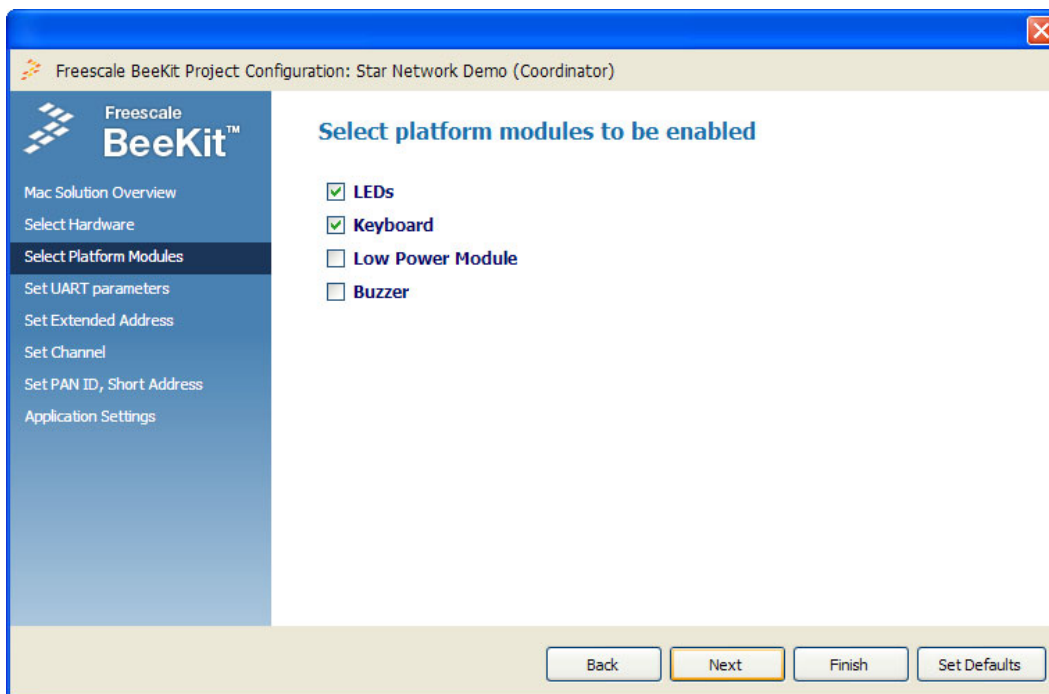 Freescale BeeKit Project Configuration: Star Network Demo (Coordinator)
Freescale
BeeKit™
Mac Solution Overview
Select Hardware
Select Platform Modules
Set UART parameters
Set Extended Address
Set Channel
Set PAN ID, Short Address
Application Settings
Select platform modules to be enabled
LEDs
Keyboard
Low Power Module
Buzzer
Back Next Finish Set Defaults